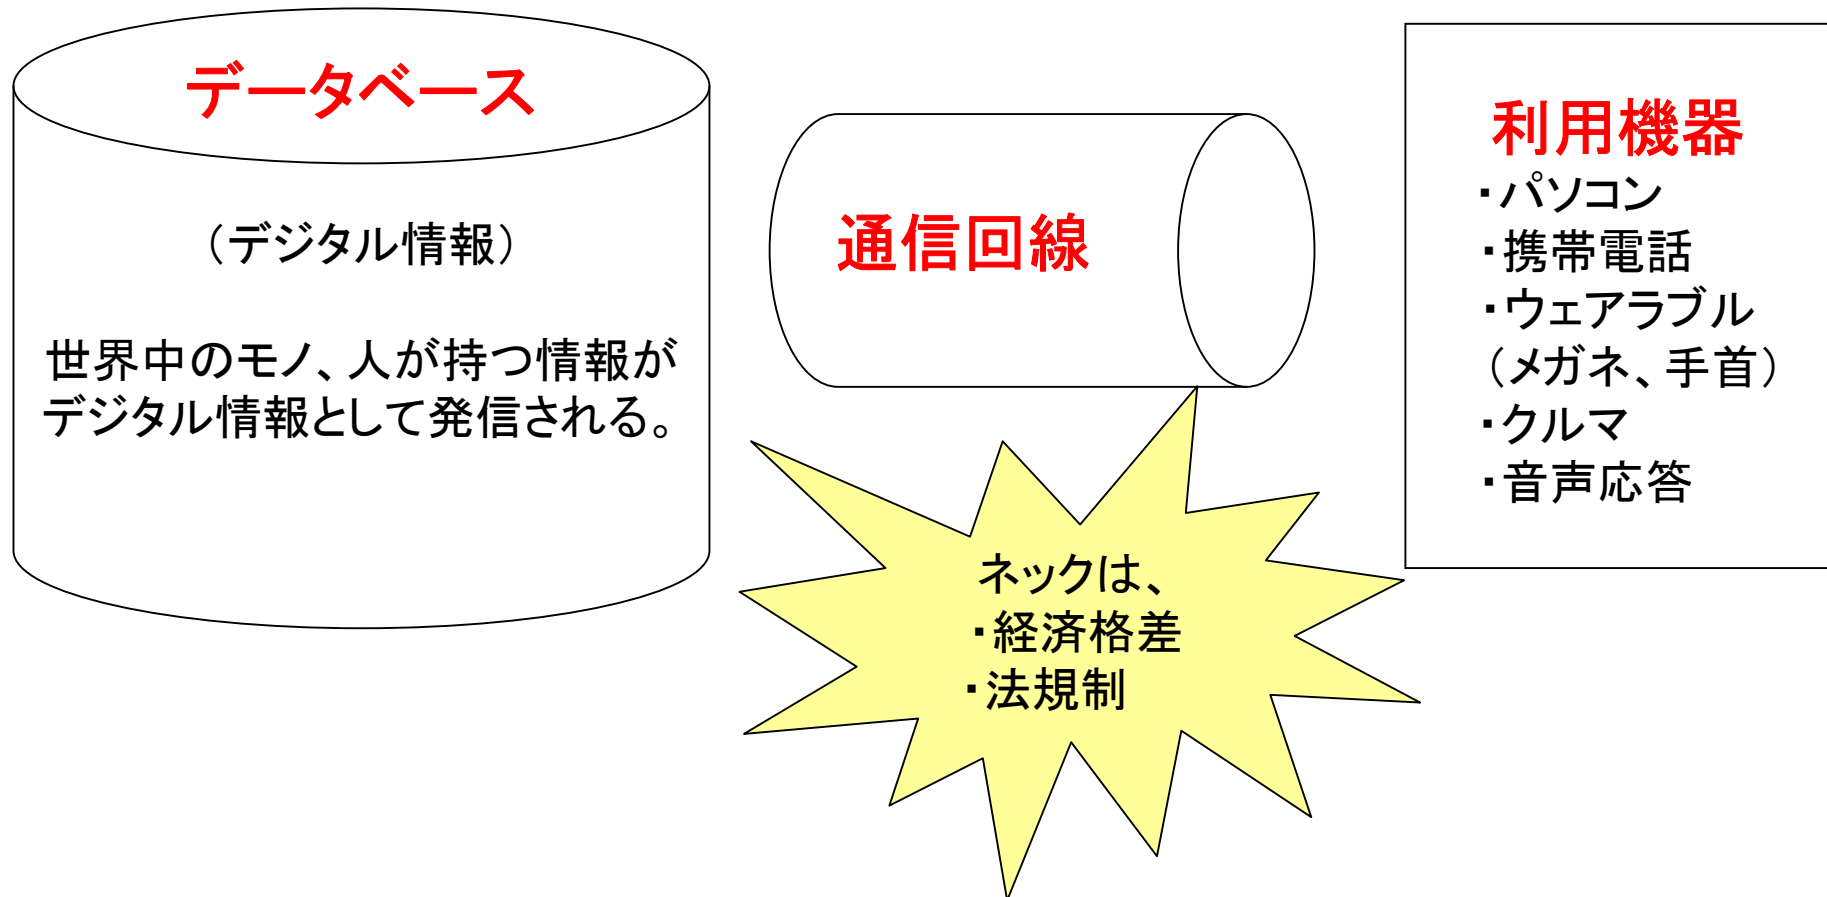 データベース
（デジタル情報）
世界中のモノ、人が持つ情報が
デジタル情報として発信される。
通信回線
利用機器
・パソコン
・携帯電話
・ウェアラブル
（メガネ、手首）
・クルマ
・音声応答
ネックは、
・経済格差
・法規制